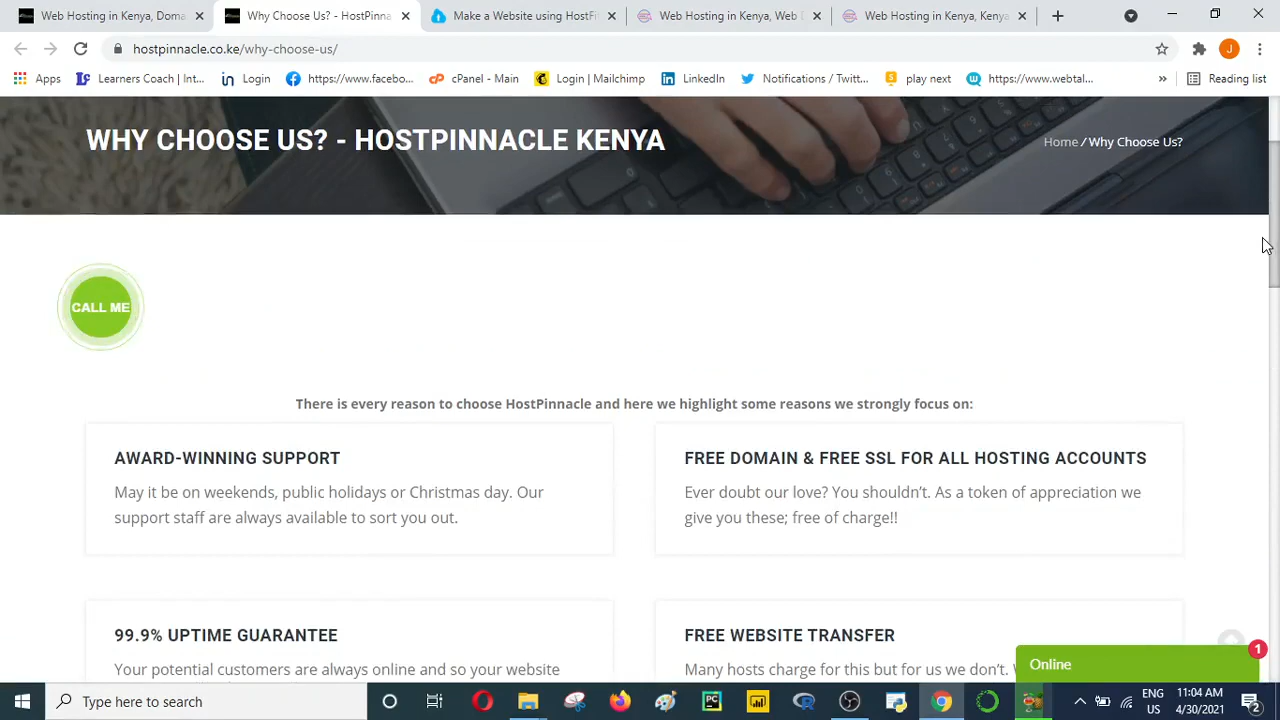 Web Hosting in Kenya, Doma
Why Choose Us? - HostPinna
Make a Website using HostFi
Web Hosting in Kenya, Web D
Web Hosting in Kenya, Kenya
hostpinnacle.co.ke/why-choose-us/
J
Apps
Learners Coach | Int...
Login
https://www.facebo...
cPanel - Main
Login | Mailchimp
LinkedIn
Notifications / Twitt...
play next
https://www.webtal...
»
Reading list
WHY CHOOSE US? - HOSTPINNACLE KENYA
Home / Why Choose Us?
CALL ME
There is every reason to choose HostPinnacle and here we highlight some reasons we strongly focus on:
AWARD-WINNING SUPPORT
May it be on weekends, public holidays or Christmas day. Our
support staff are always available to sort you out.
FREE DOMAIN & FREE SSL FOR ALL HOSTING ACCOUNTS
Ever doubt our love? You shouldn't. As a token of appreciation we
give you these; free of charge!!
99.9% UPTIME GUARANTEE
Your potential customers are always online and so your website
FREE WEBSITE TRANSFER
Many hosts charge for this but for us we don't.
Online
1
Type here to search
ENG
US
11:04 AM
4/30/2021
2